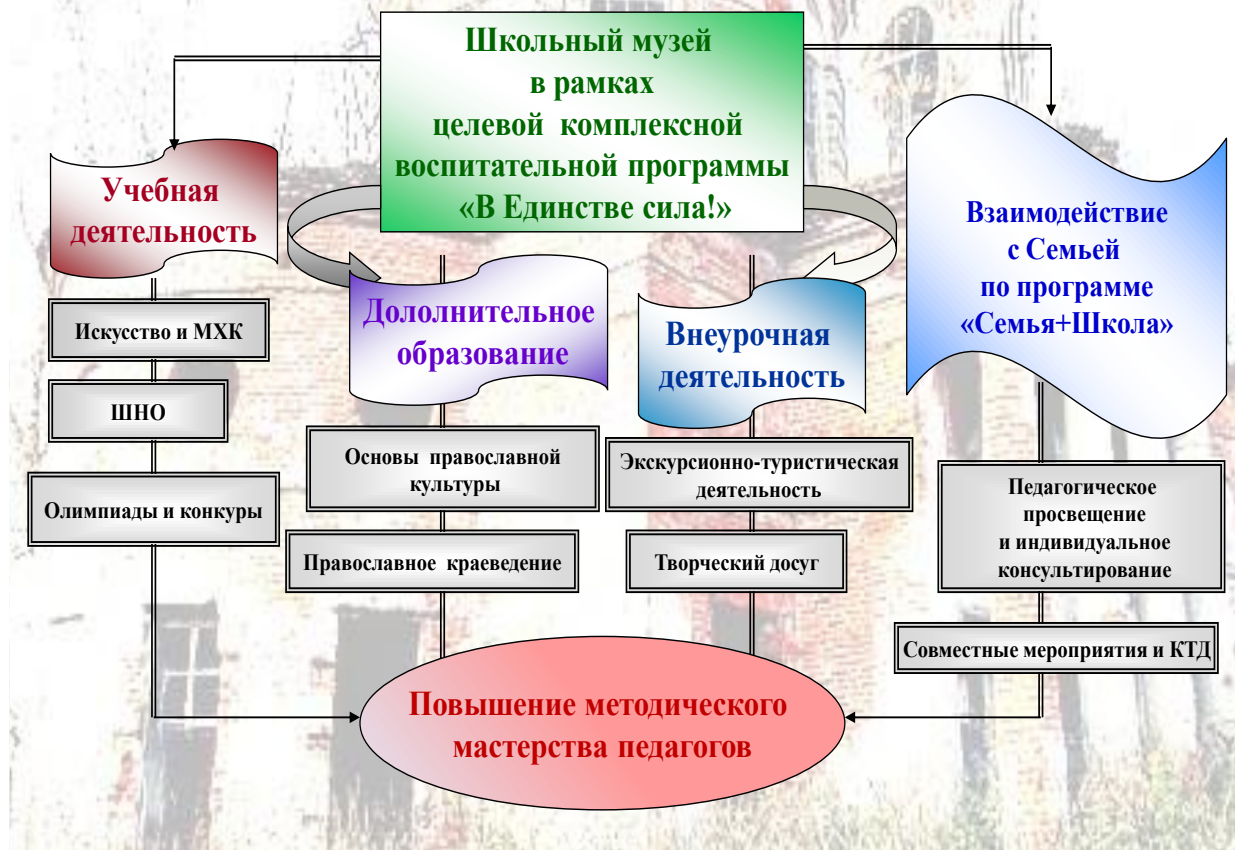 Школьный музей
в рамках
целевой комплексной
воспитательной программы
«В Единстве сила!»
Учебная
деятельность
Искусство и МХК
ШНО
Олимпиады и конкуры
Дололнительное
образование
Основы православной
культуры
Православное краеведение
Внеурочная
деятельность
Экскурсионно-туристическая
деятельность
Творческий досуг
Взаимодействие
с Семьей
по программе
«Семья+Школа»
Педагогическое
просвещение
и индивидуальное
консультирование
Совместные мероприятия и КТД
Повышение методического
мастерства педагогов